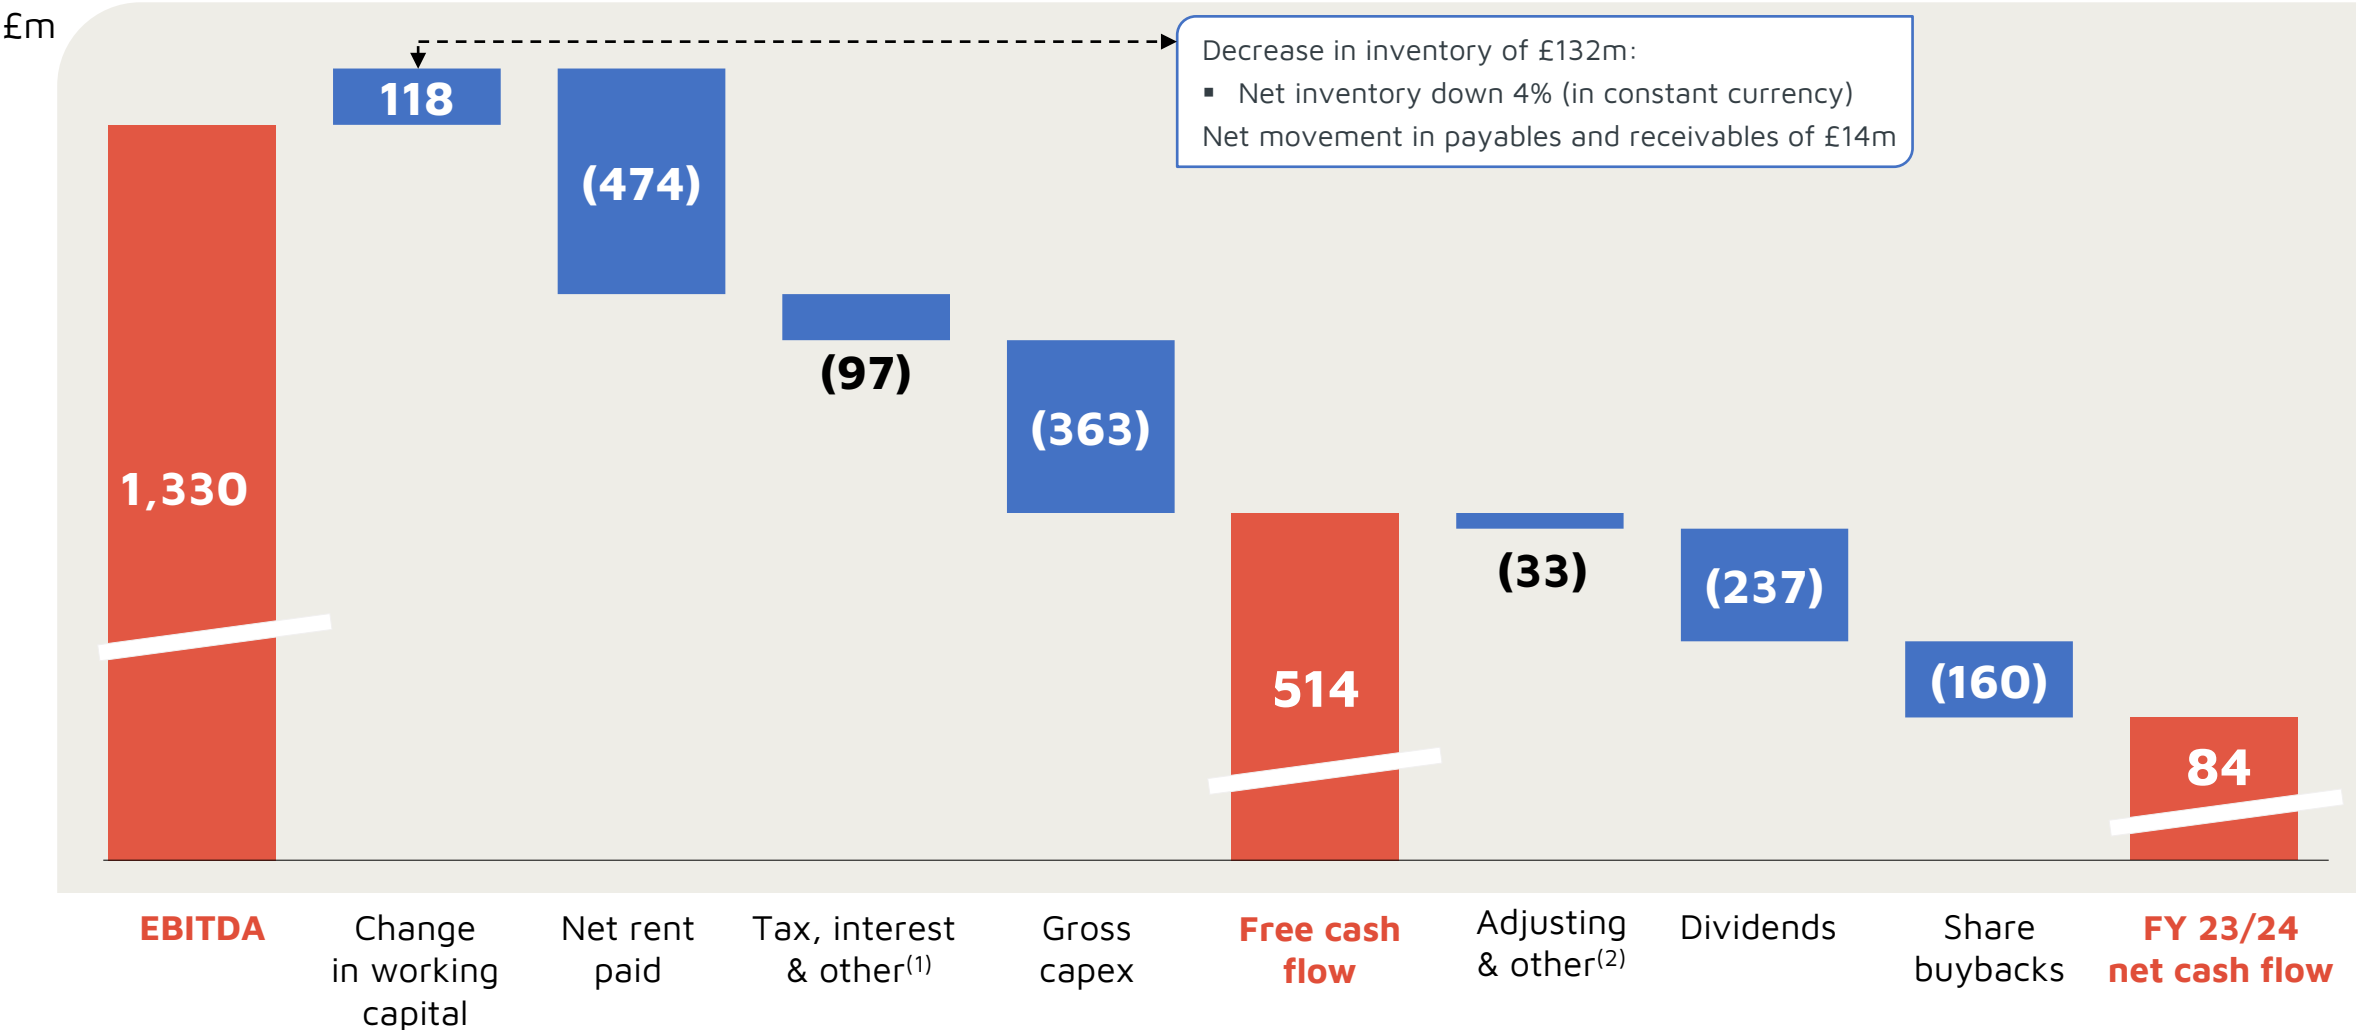 £m
Decrease in inventory of £132m:
▪ Net inventory down 4% (in constant currency)
Net movement in payables and receivables of £14m
1,330
118
(474)
(97)
(363)
514
(33)
(237)
(160)
84
EBITDA
Change
in working
capital
Net rent
paid
Tax, interest
& other(1)
Gross
capex
Free cash
flow
Adjusting
& other(2)
Dividends
Share
buybacks
FY 23/24
net cash flow